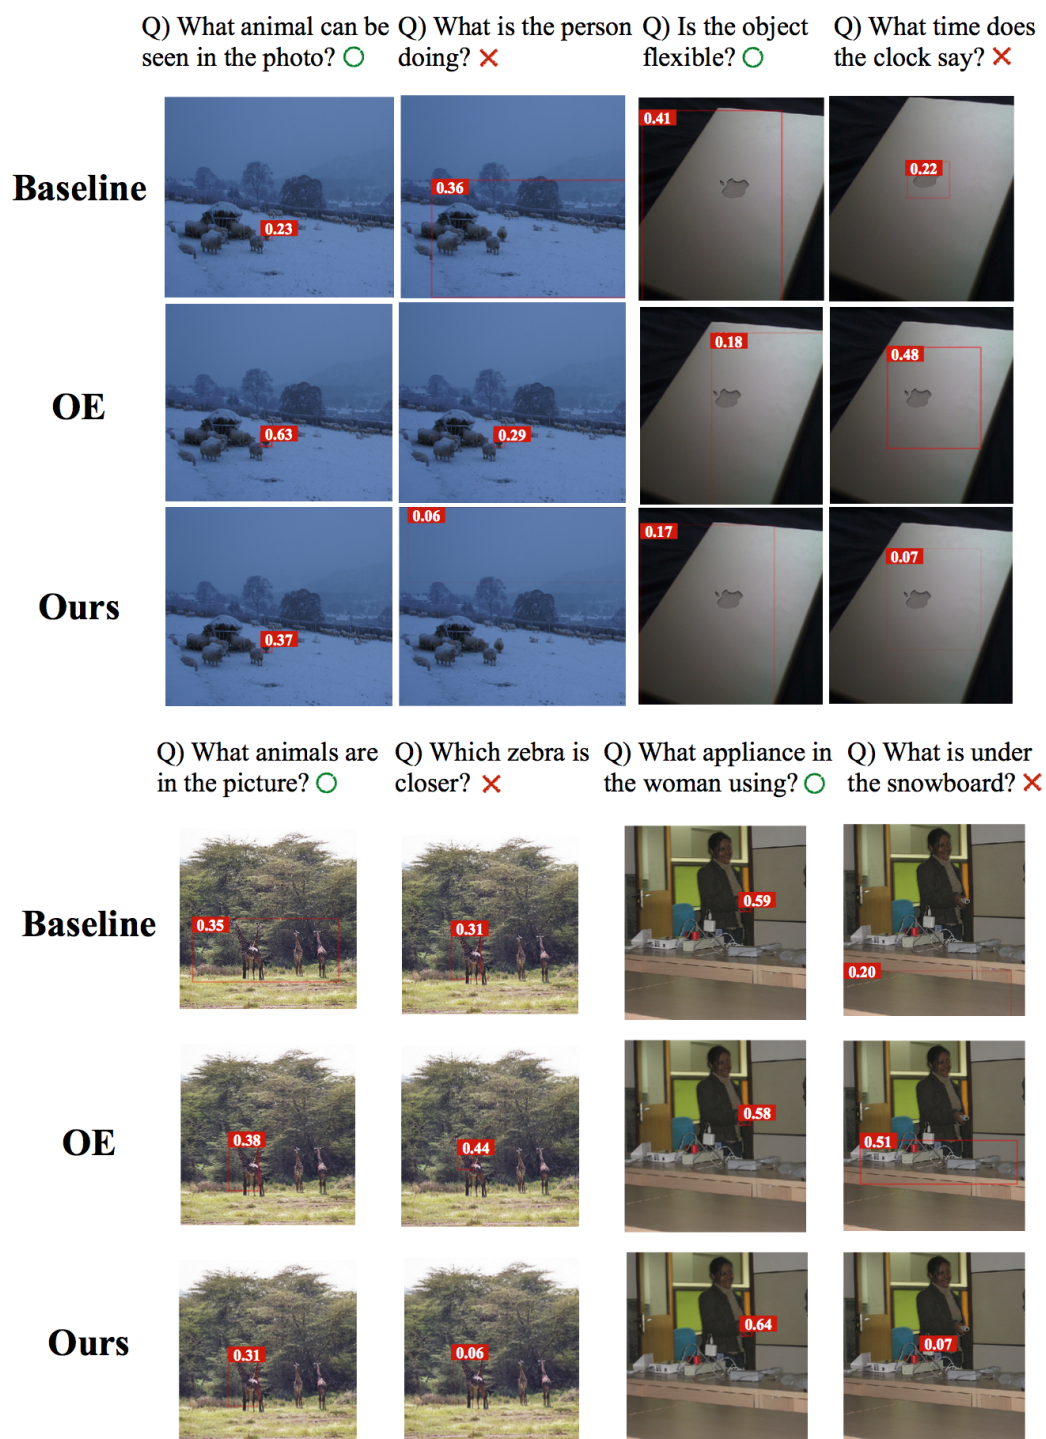 Q) What animal can be
seen in the photo?
Q) What is the person
doing?
Q) Is the object
flexible?
Q) What time does
the clock say?
Baseline
0.23
0.36
0.41
0.22
OE
0.63
0.29
0.18
0.48
Ours
0.37
0.06
0.17
0.07
Q) What animals are
in the picture?
Q) Which zebra is
closer?
Q) What appliance in
the woman using?
Q) What is under
the snowboard?
Baseline
0.35
0.31
0.59
0.20
OE
0.38
0.44
0.58
0.51
Ours
0.31
0.06
0.64
0.07